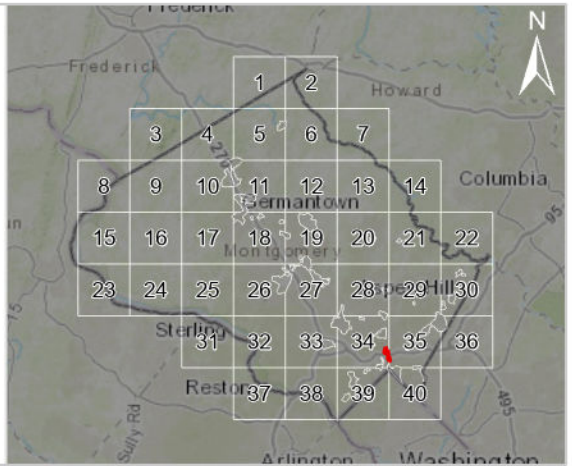 Frederick
N
Frederick
1 2
Howard
3 4 5 6 7
270
8 9 10 11 12 13 14
Columbia
Germantown
95
15 16 17 18 19 20 21 22
Montgomery
23 24 25 26 27 28 29 30
Aspen Hill
15
Sterling
31 32 33 34 35 36
Reston
37 38 39 40
495
Sully Rd
Arlington
Washington